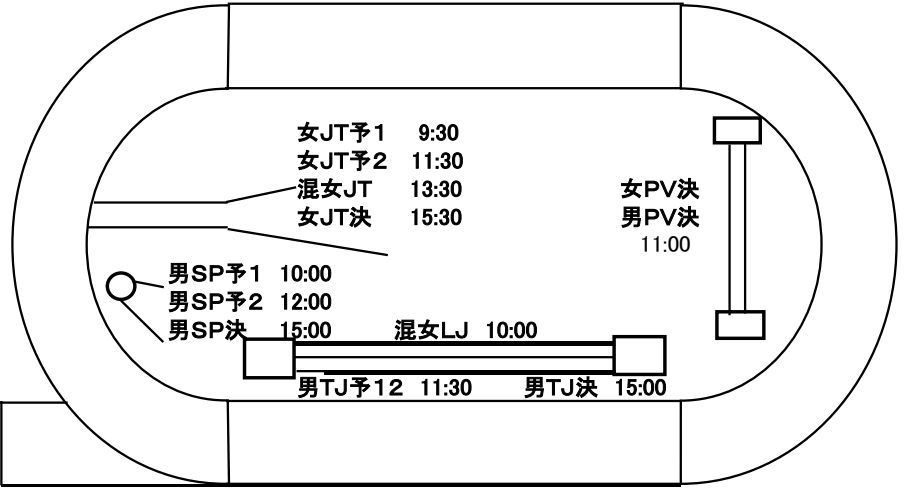 女JT予1 9:30
女JT予2 11:30
混女JT 13:30
女JT決 15:30
女PV決
男PV決
11:00
男SP予1 10:00
男SP予2 12:00
男SP決 15:00
混女LJ 10:00
男TJ予12 11:30 男TJ決 15:00